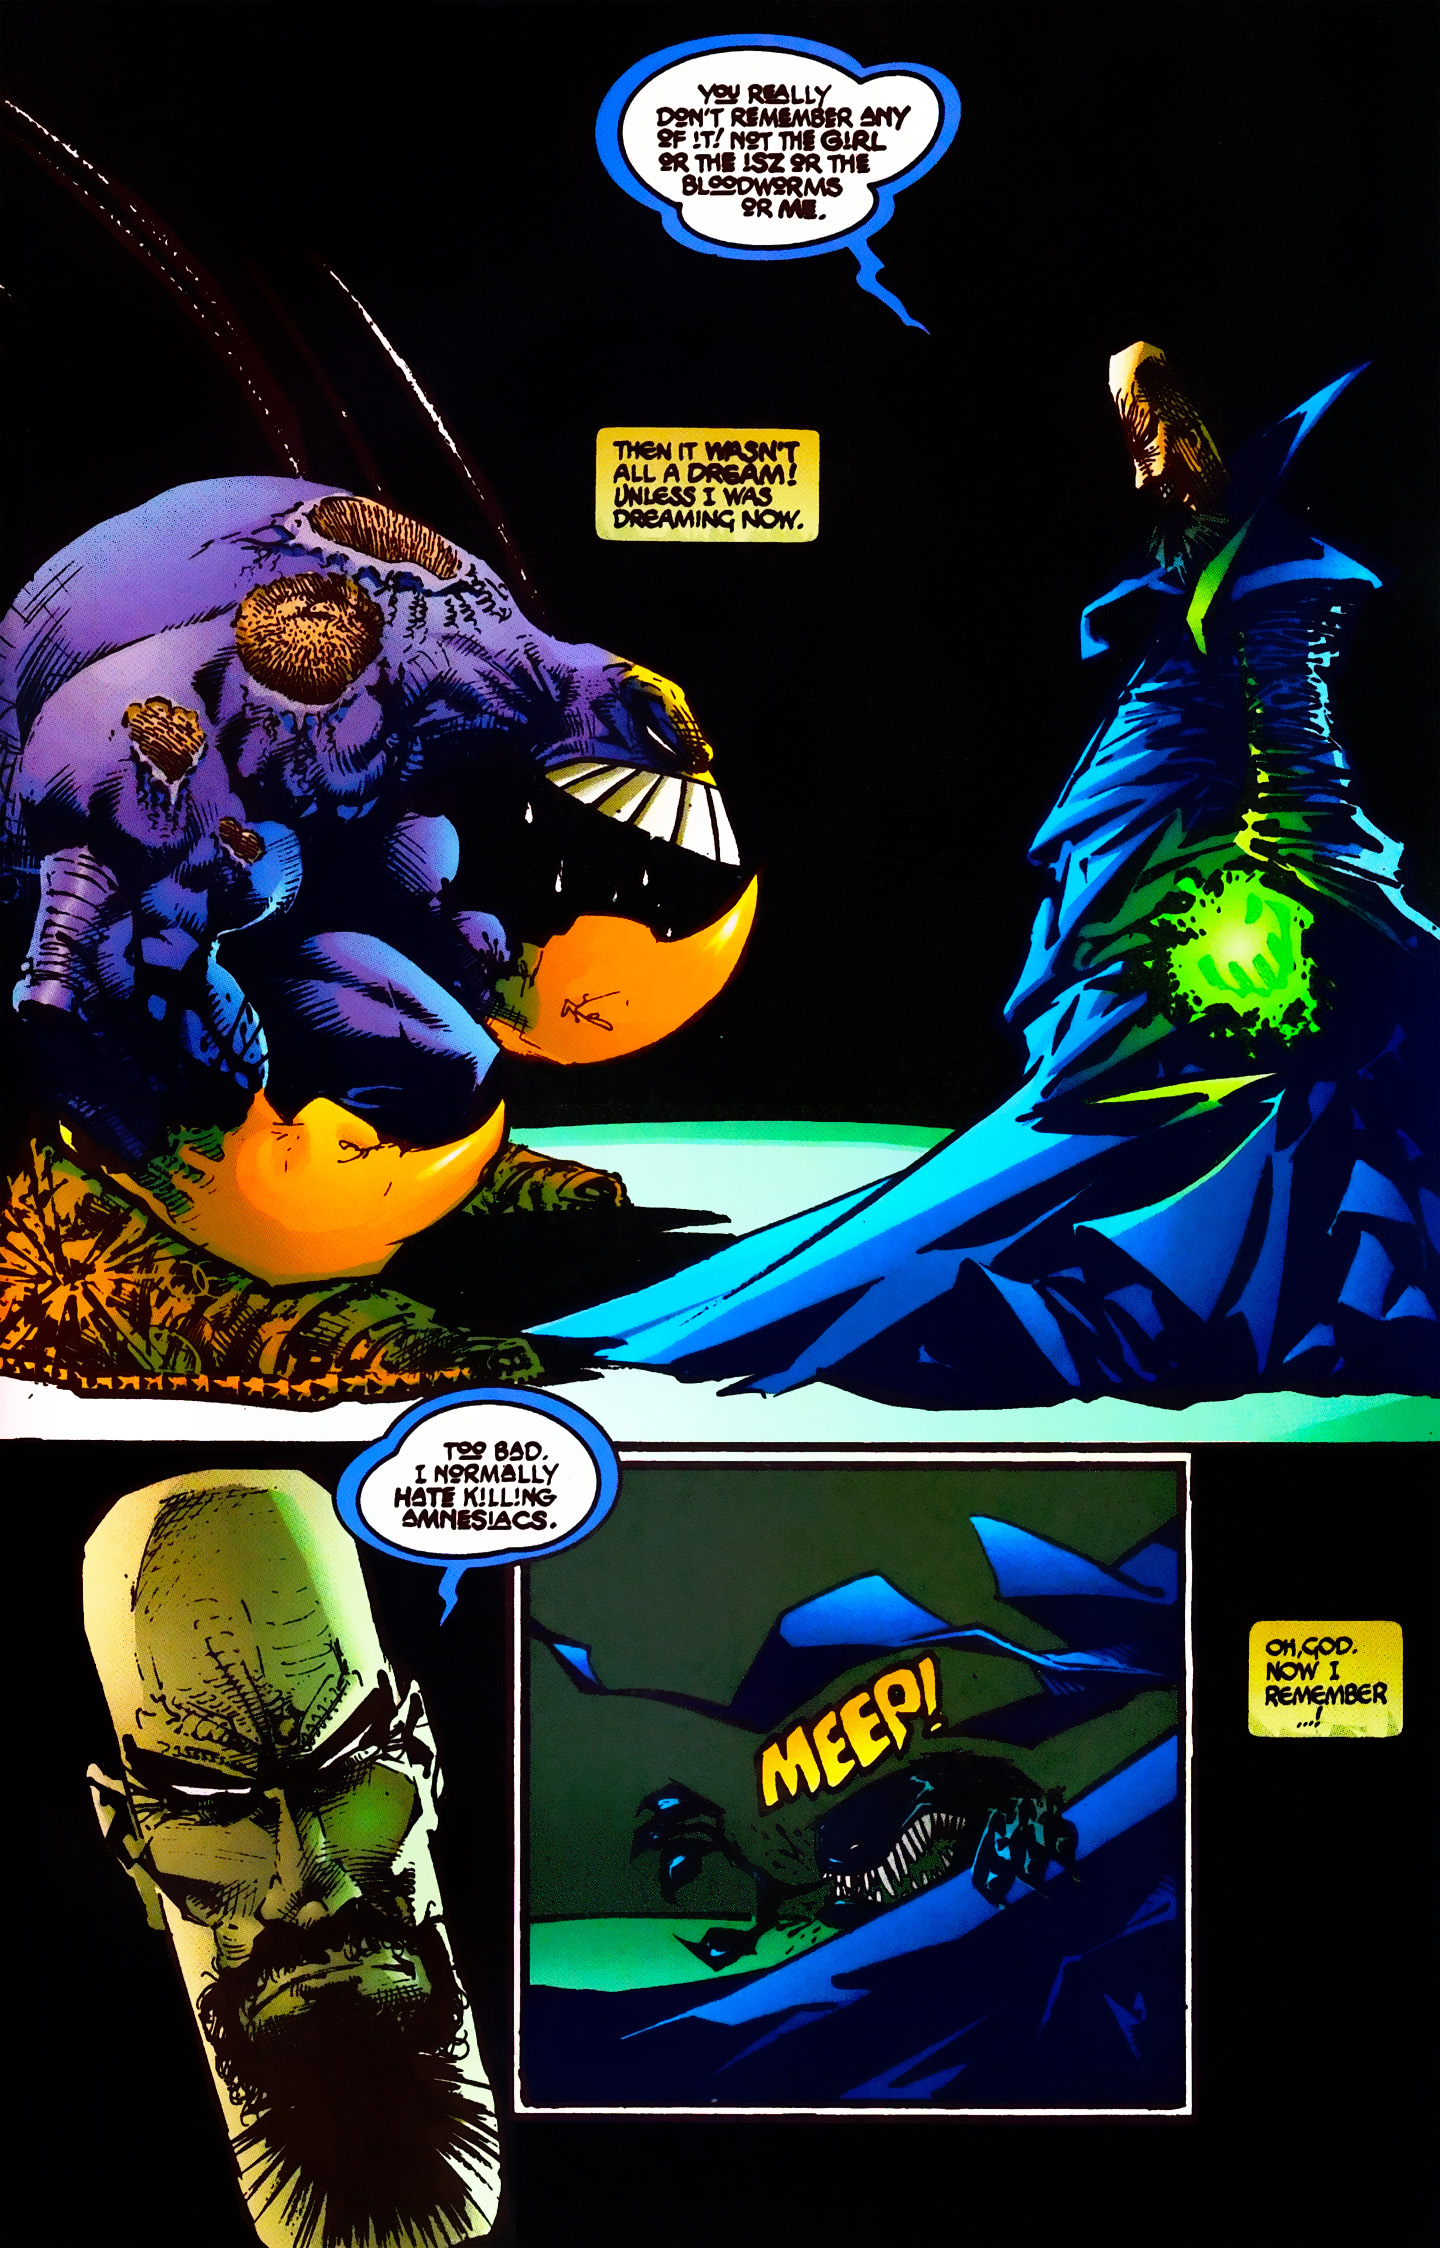 YOU REALLY
DON'T REMEMBER ANY
OF IT! NOT THE GIRL
OR THE ISZ OR THE
BLOODWORMS
OR ME.
THEN IT WASN'T
ALL A DREAM!
UNLESS I WAS
DREAMING NOW.
TOO BAD.
I NORMALLY
HATE KILLING
AMNESIACS.
MEEP!
OH, GOD.
NOW I
REMEMBER
...!